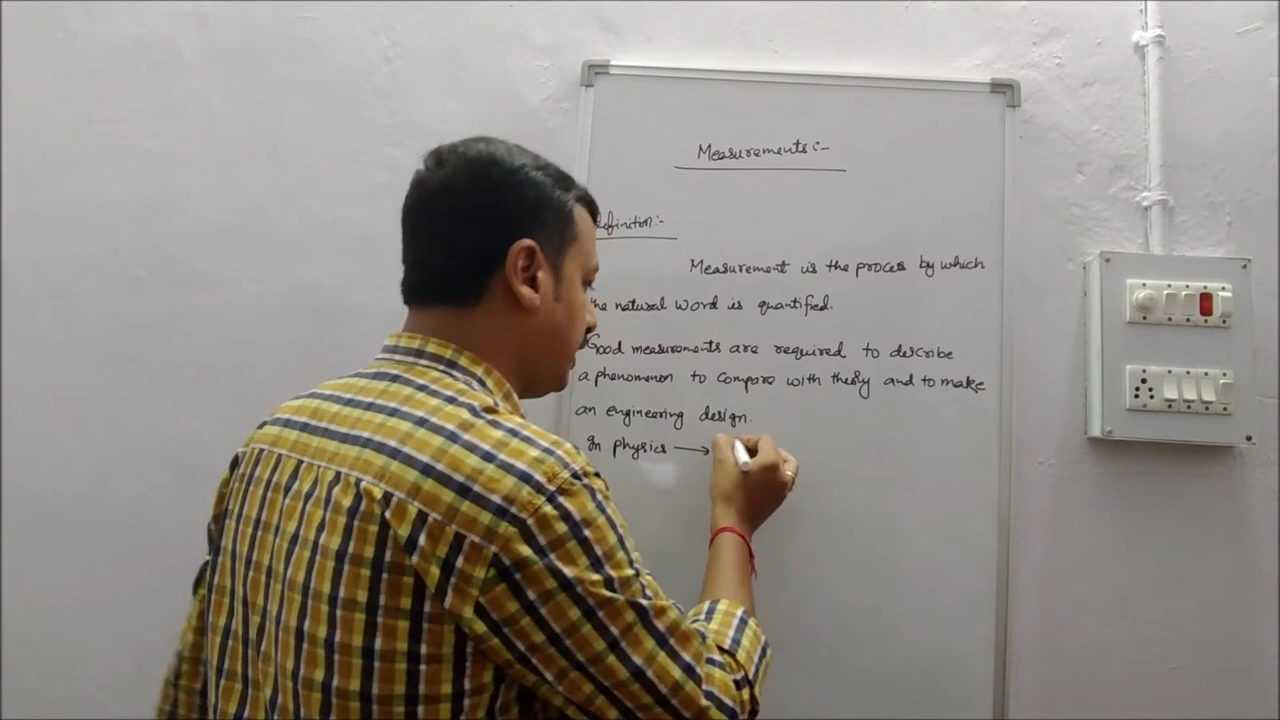 Measurements:-
definition:-
Measurement is the proces by which
the natural word is quantified.
Good measurements are required to describe
a phenomenon to compare with theory and to make
an engineering design.
In physics →